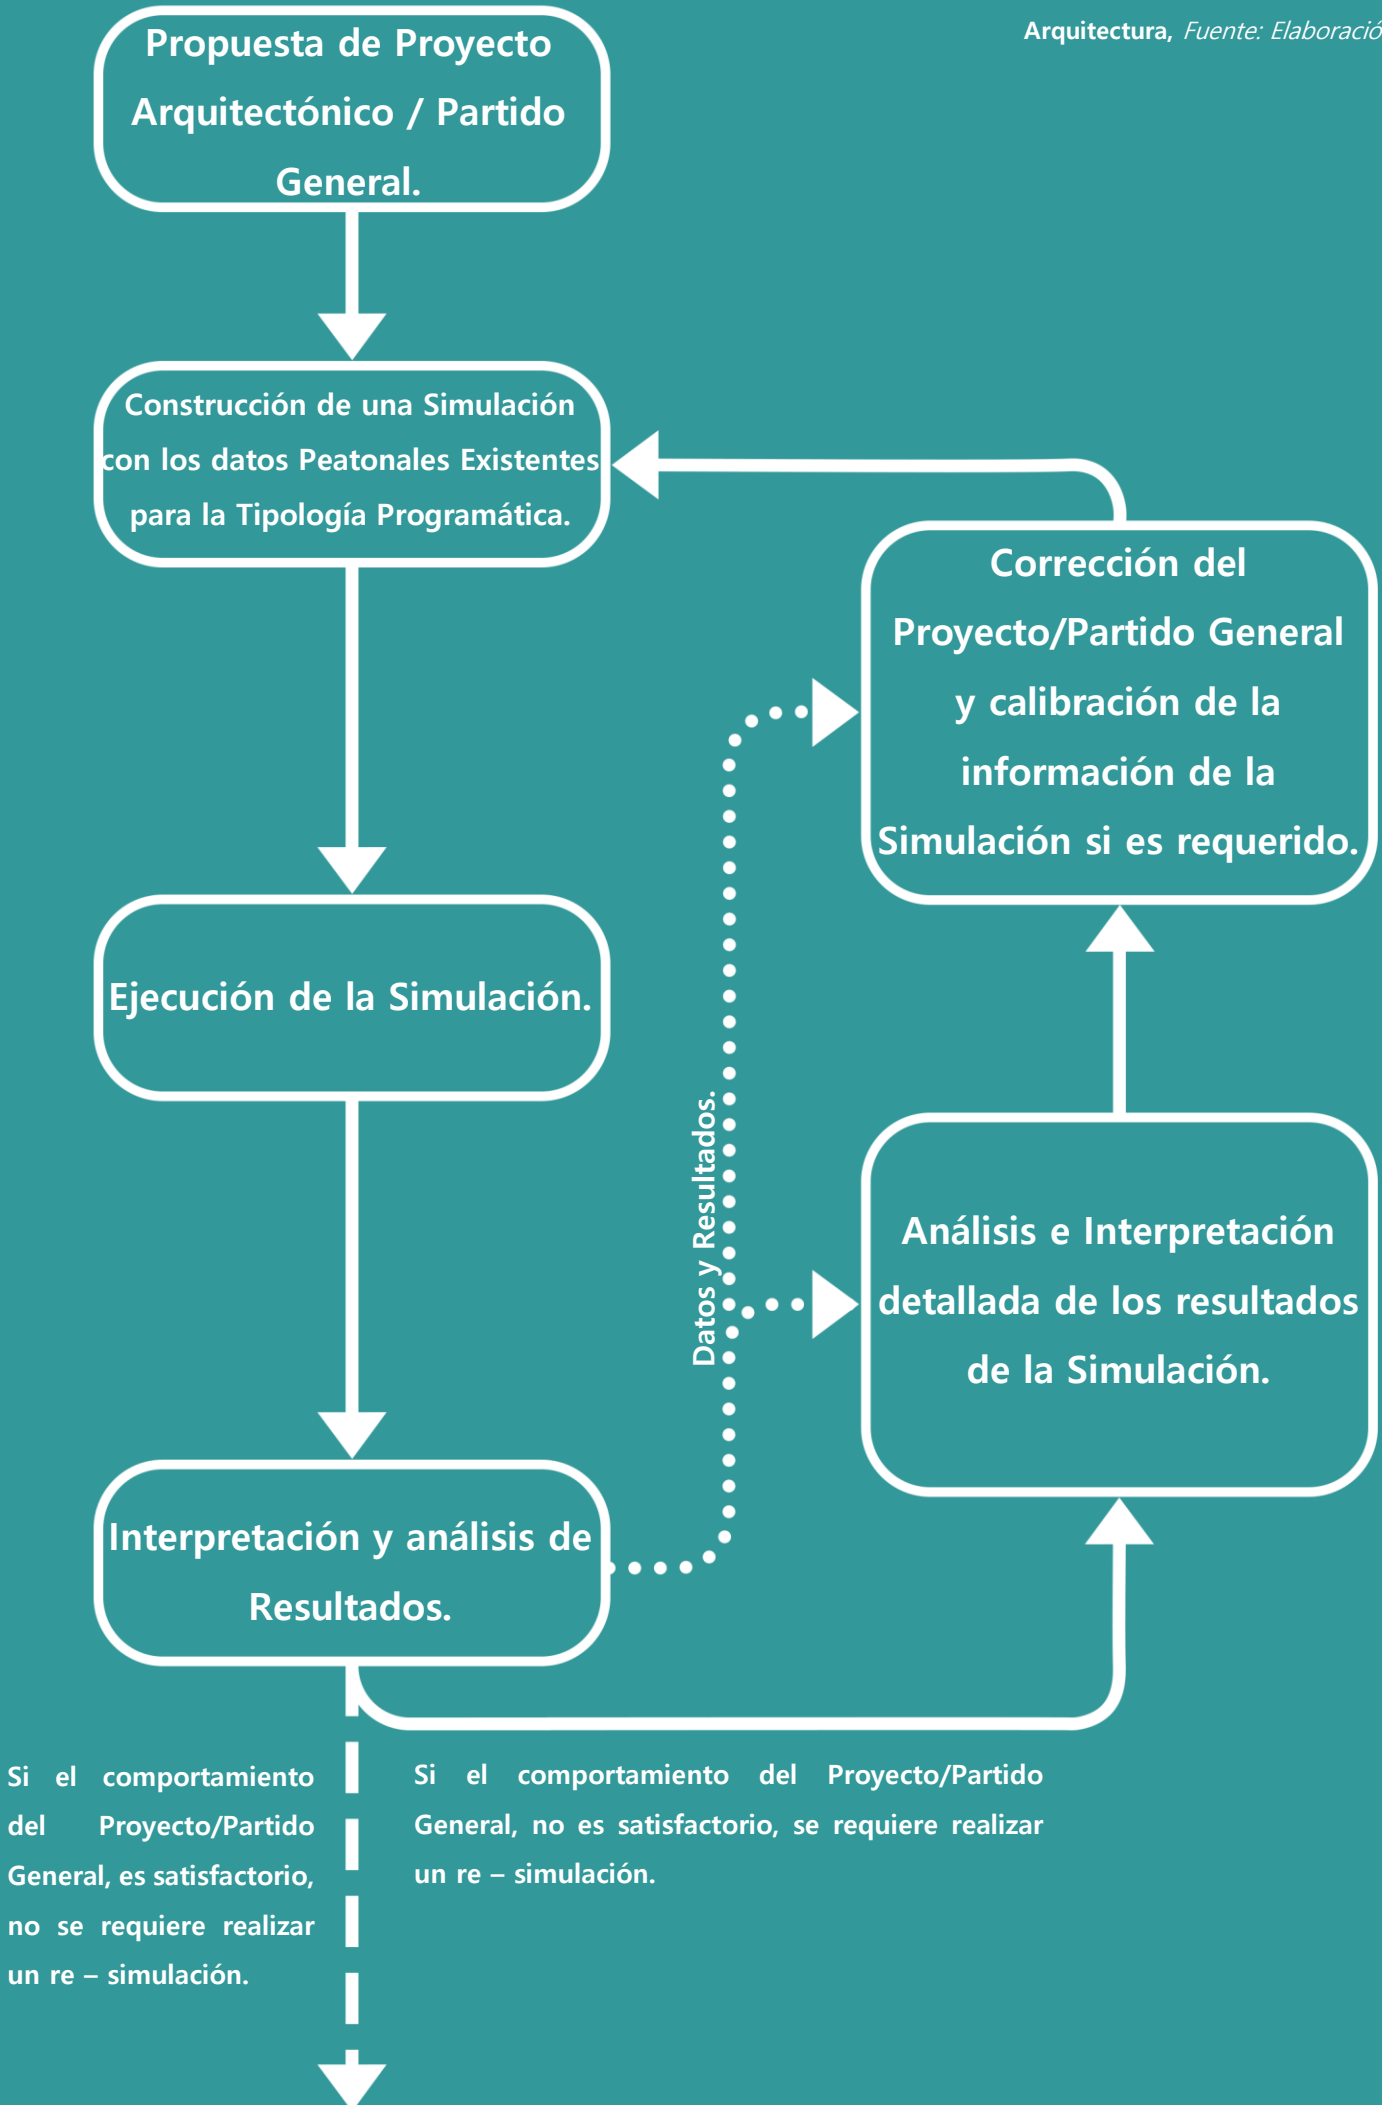 Arquitectura, Fuente: Elaboració
Propuesta de Proyecto
Arquitectónico / Partido
General.
Construcción de una Simulación
con los datos Peatonales Existentes
para la Tipología Programática.
Corrección del
Proyecto/Partido General
y calibración de la
información de la
Simulación si es requerido.
Ejecución de la Simulación.
Datos y Resultados.
Análisis e Interpretación
detallada de los resultados
de la Simulación.
Interpretación y análisis de
Resultados.
Si el comportamiento
del Proyecto/Partido
General, es satisfactorio,
no se requiere realizar
un re – simulación.
Si el comportamiento del Proyecto/Partido
General, no es satisfactorio, se requiere realizar
un re – simulación.